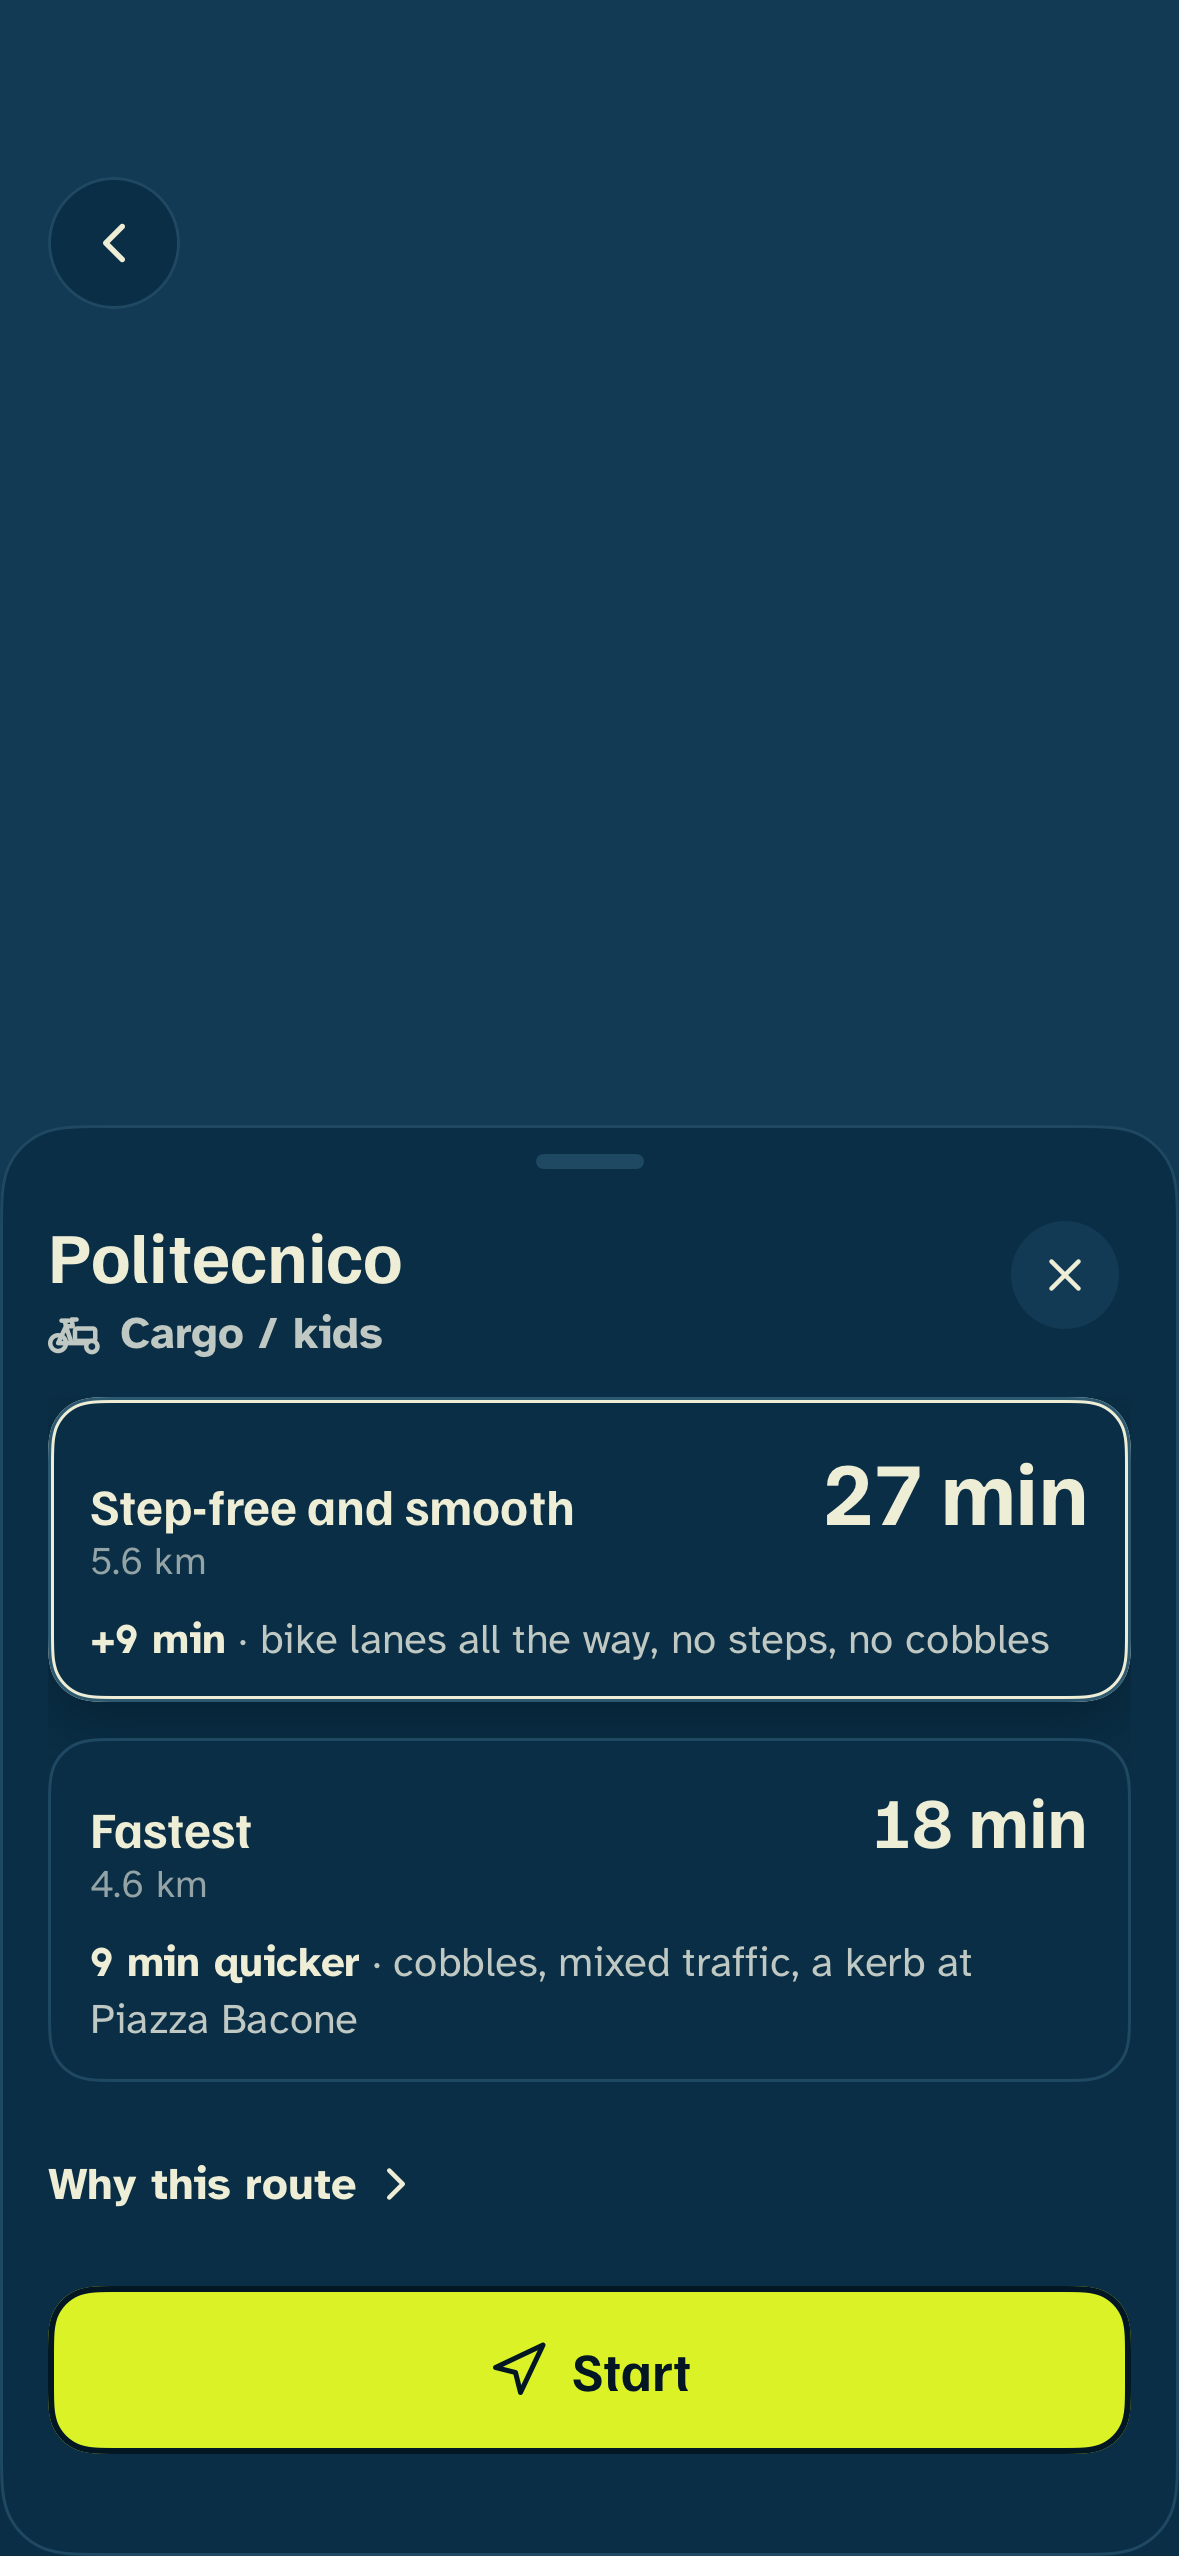 Politecnico
Cargo / kids
Step-free and smooth
27 min
5.6 km
+9 min · bike lanes all the way, no steps, no cobbles
Fastest
18 min
4.6 km
9 min quicker · cobbles, mixed traffic, a kerb at
Piazza Bacone
Why this route
Start